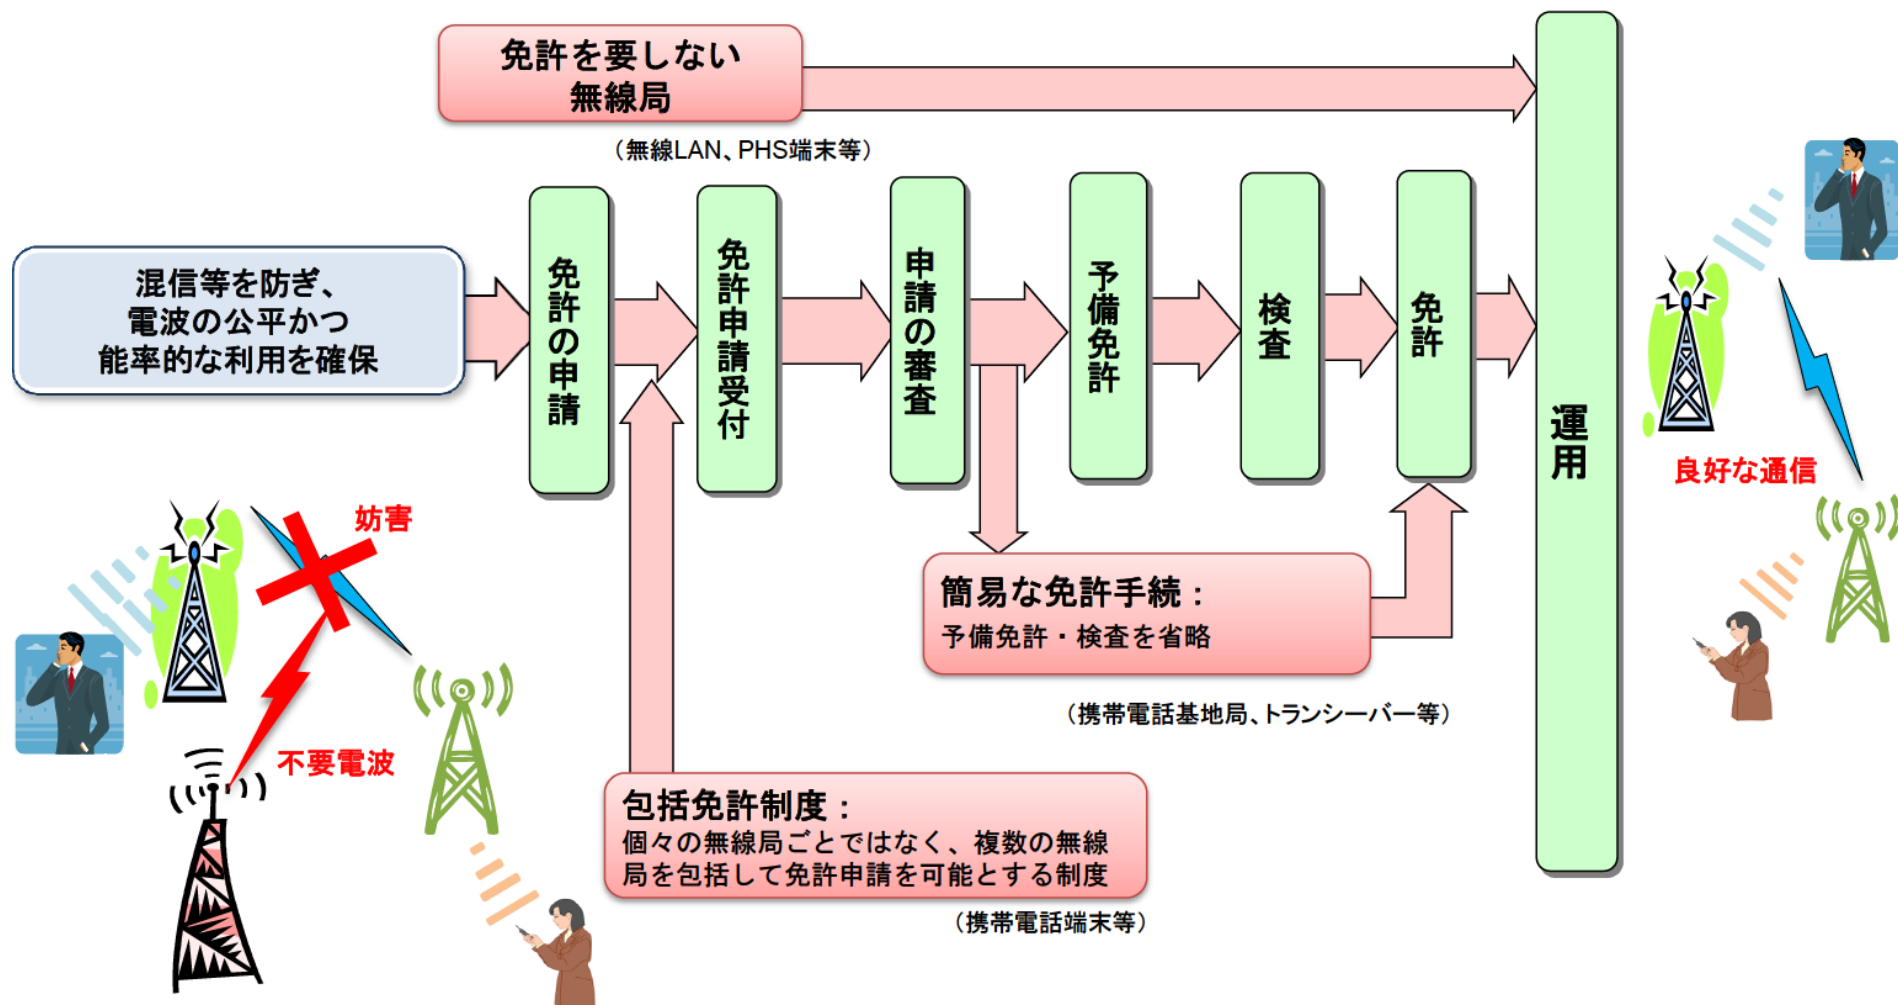 免許を要しない
無線局
（無線LAN、PHS端末等）
混信等を防ぎ、
電波の公平かつ
能率的な利用を確保
免許の申請
免許申請受付
申請の審査
予備免許
検査
免許
運用
簡易な免許手続：
予備免許・検査を省略
（携帯電話基地局、トランシーバー等）
包括免許制度：
個々の無線局ごとではなく、複数の無線
局を包括して免許申請を可能とする制度
（携帯電話端末等）
妨害
不要電波
良好な通信